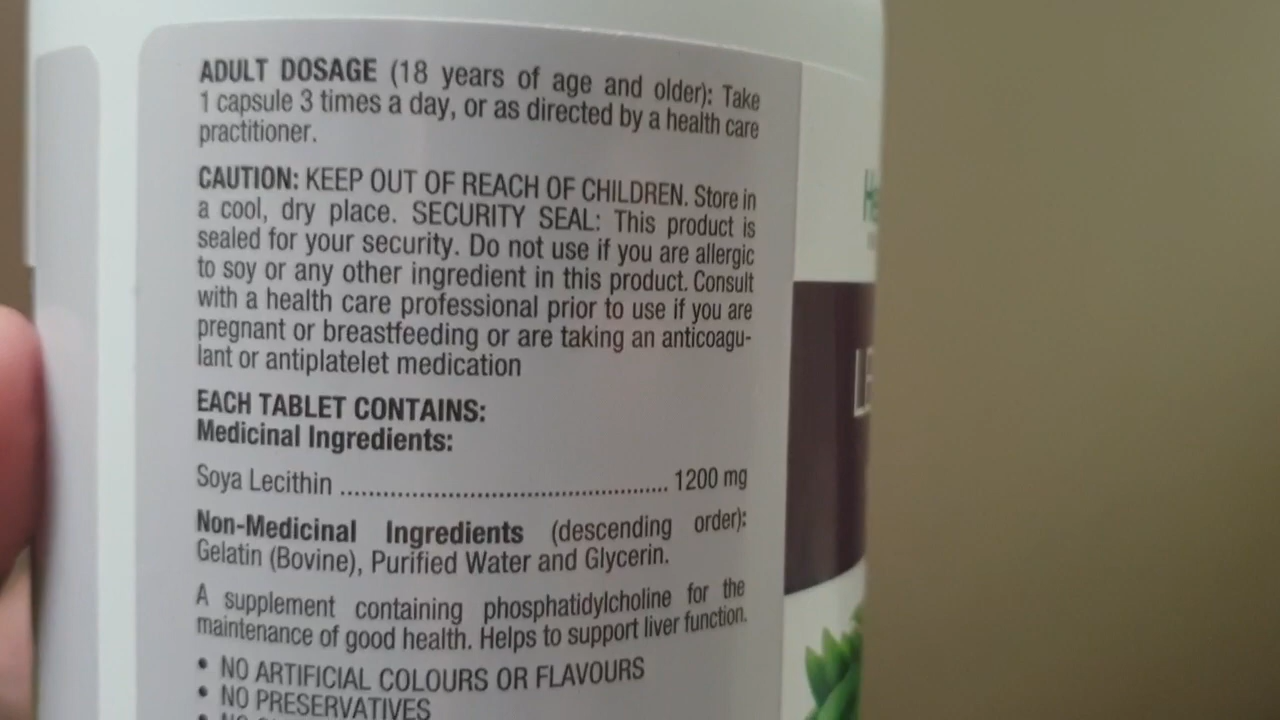 ADULT DOSAGE (18 years of age and older): Take
1 capsule 3 times a day, or as directed by a health care
practitioner.
CAUTION: KEEP OUT OF REACH OF CHILDREN. Store in
a cool, dry place. SECURITY SEAL: This product is
sealed for your security. Do not use if you are allergic
to soy or any other ingredient in this product. Consult
with a health care professional prior to use if you are
pregnant or breastfeeding or are taking an anticoagu-
lant or antiplatelet medication
EACH TABLET CONTAINS:
Medicinal Ingredients:
Soya Lecithin ................................................ 1200 mg
Non-Medicinal Ingredients (descending order):
Gelatin (Bovine), Purified Water and Glycerin.
A supplement containing phosphatidylcholine for the
maintenance of good health. Helps to support liver function.
• NO ARTIFICIAL COLOURS OR FLAVOURS
• NO PRESERVATIVES